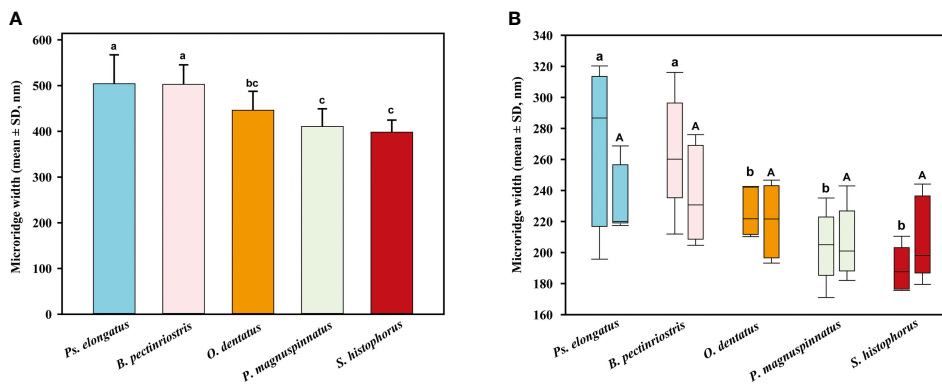 A
Microridge width (mean ± SD, nm)
600
500
400
300
200
100
0
a
a
bc
c
c
Ps. elongatus
B. pectinriostris
O. dentatus
P. magnuspinnatus
S. histophorus
B
Microridge width (mean ± SD, nm)
340
320
300
280
260
240
220
200
180
160
a
A
a
A
b
A
b
A
b
A
Ps. elongatus
B. pectinriostris
O. dentatus
P. magnuspinnatus
S. histophorus